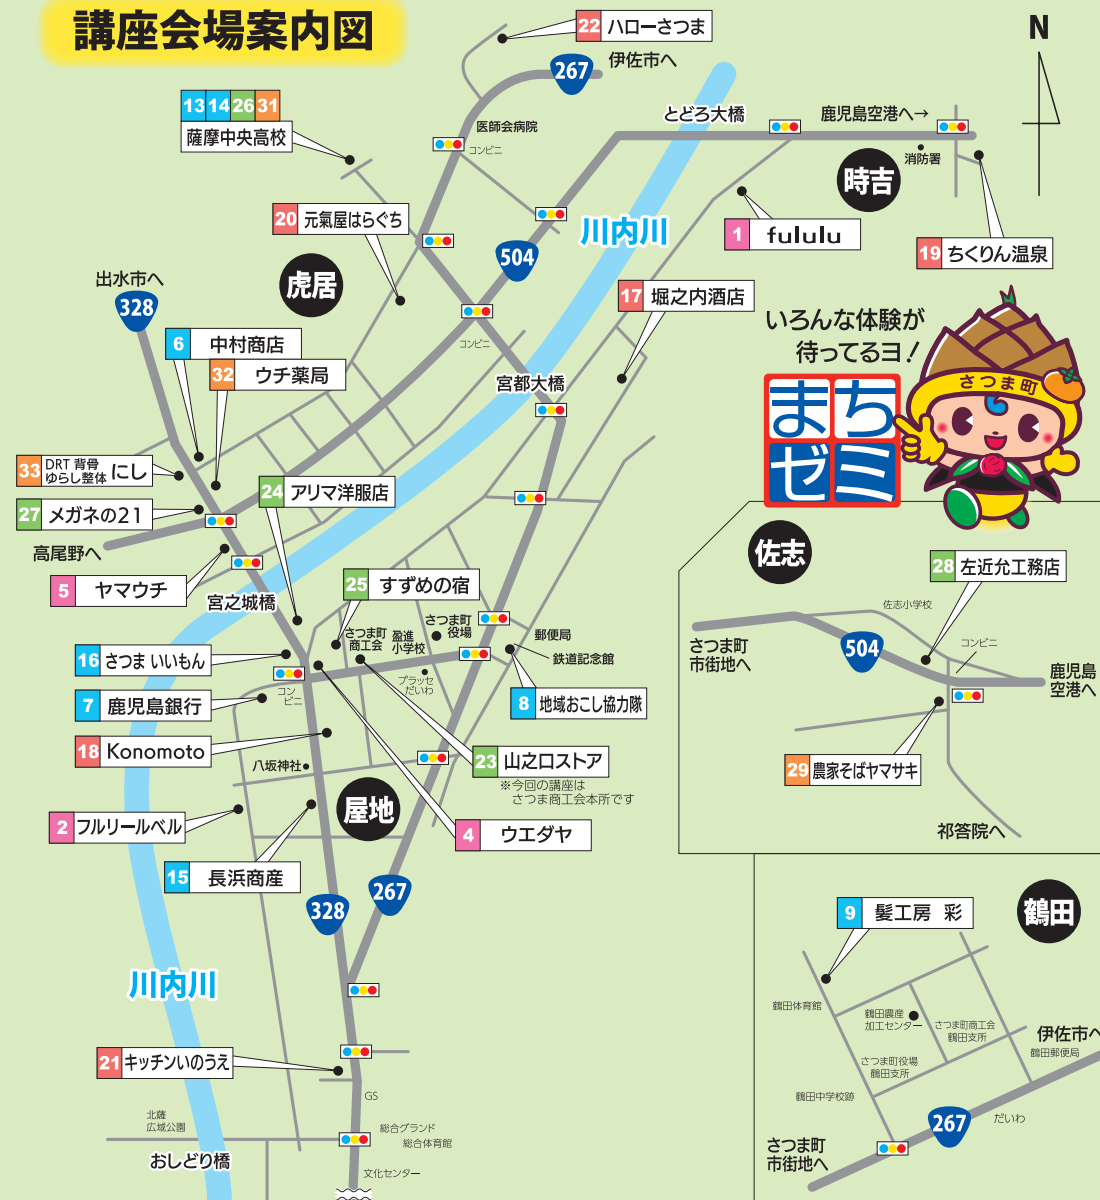 講座会場案内図
22 ハローさつま
N
267
伊佐市へ
とどろ大橋
鹿児島空港へ→
13 14 26 31
薩摩中央高校
医師会病院
コンビニ
消防署
時吉
20 元氣屋はらぐち
川内川
1 fululu
19 ちくりん温泉
504
出水市へ
328
虎居
17 堀之内酒店
いろんな体験が
待ってるヨ!
6 中村商店
コンビニ
32 ウチ薬局
宮都大橋
さつま町
まち
ゼミ
33 DRT 背骨
ゆらし整体 にし
24 アリマ洋服店
27 メガネの21
高尾野へ
佐志
5 ヤマウチ
宮之城橋
25 すずめの宿
28 左近允工務店
佐志小学校
さつま町
役場
さつま町
商工会
盈進
小学校
郵便局
鉄道記念館
さつま町
市街地へ
504
コンビニ
鹿児島
空港へ
16 さつま いいもん
コン
ビニ
プラッセ
だいわ
7 鹿児島銀行
8 地域おこし協力隊
18 Konomoto
八坂神社
23 山之口ストア
※今回の講座は
さつま商工会本所です
29 農家そばヤマサキ
屋地
2 フルリールベル
4 ウエダヤ
祁答院へ
15 長浜商産
328
267
9 髪工房 彩
鶴田
川内川
鶴田体育館
鶴田農産
加工センター
さつま町商工会
鶴田支所
伊佐市へ
鶴田郵便局
21 キッチンいのうえ
さつま町役場
鶴田支所
GS
鶴田中学校跡
北薩
広域公園
総合グランド
総合体育館
267
だいわ
おしどり橋
さつま町
市街地へ
文化センター